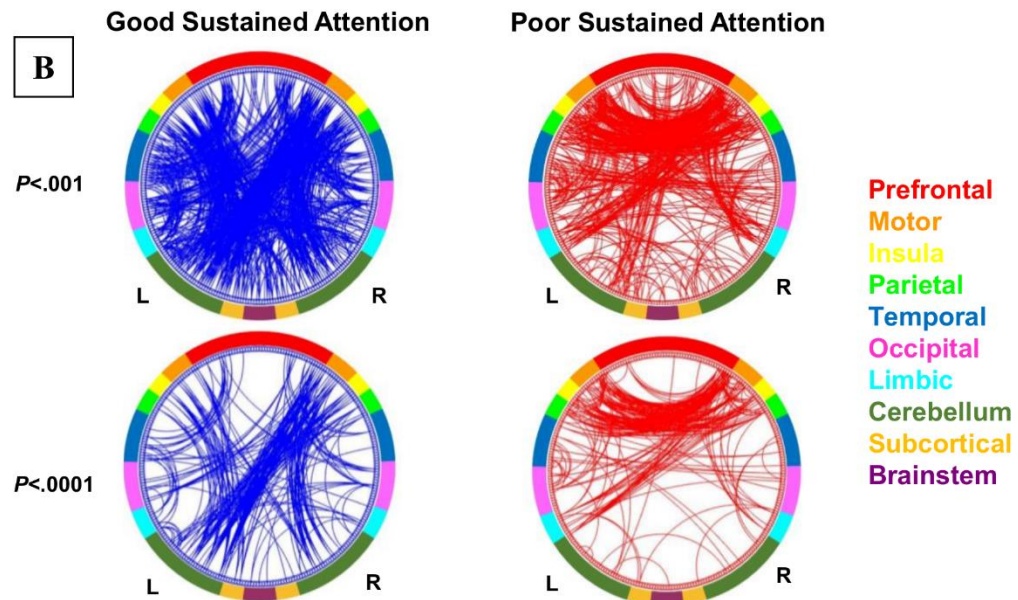 Good Sustained Attention
Poor Sustained Attention
B
P<.001
L
R
L
R
Prefrontal
Motor
Insula
Parietal
Temporal
Occipital
Limbic
Cerebellum
Subcortical
Brainstem
P<.0001
L
R
L
R